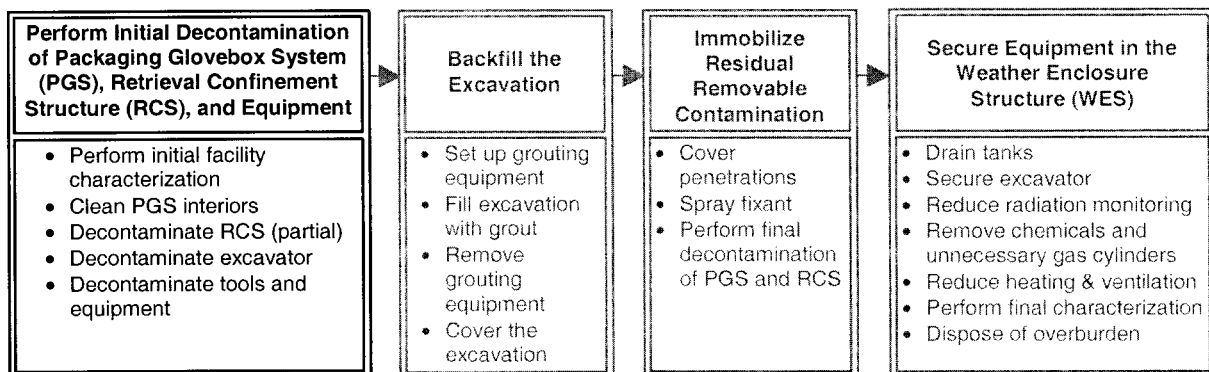 Perform Initial Decontamination
of Packaging Glovebox System
(PGS), Retrieval Confinement
Structure (RCS), and Equipment
• Perform initial facility
characterization
• Clean PGS interiors
• Decontaminate RCS (partial)
• Decontaminate excavator
• Decontaminate tools and
equipment
Backfill the
Excavation
• Set up grouting
equipment
• Fill excavation
with grout
• Remove
grouting
equipment
• Cover the
excavation
Immobilize
Residual
Removable
Contamination
• Cover
penetrations
• Spray fixant
• Perform final
decontamination
of PGS and RCS
Secure Equipment in the
Weather Enclosure
Structure (WES)
• Drain tanks
• Secure excavator
• Reduce radiation monitoring
• Remove chemicals and
unnecessary gas cylinders
• Reduce heating & ventilation
• Perform final characterization
• Dispose of overburden